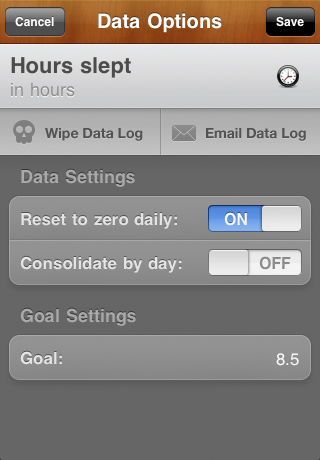 Cancel
Data Options
Save
Hours slept
in hours
Wipe Data Log
Email Data Log
Data Settings
Reset to zero daily:
ON
Consolidate by day:
OFF
Goal Settings
Goal:
8.5